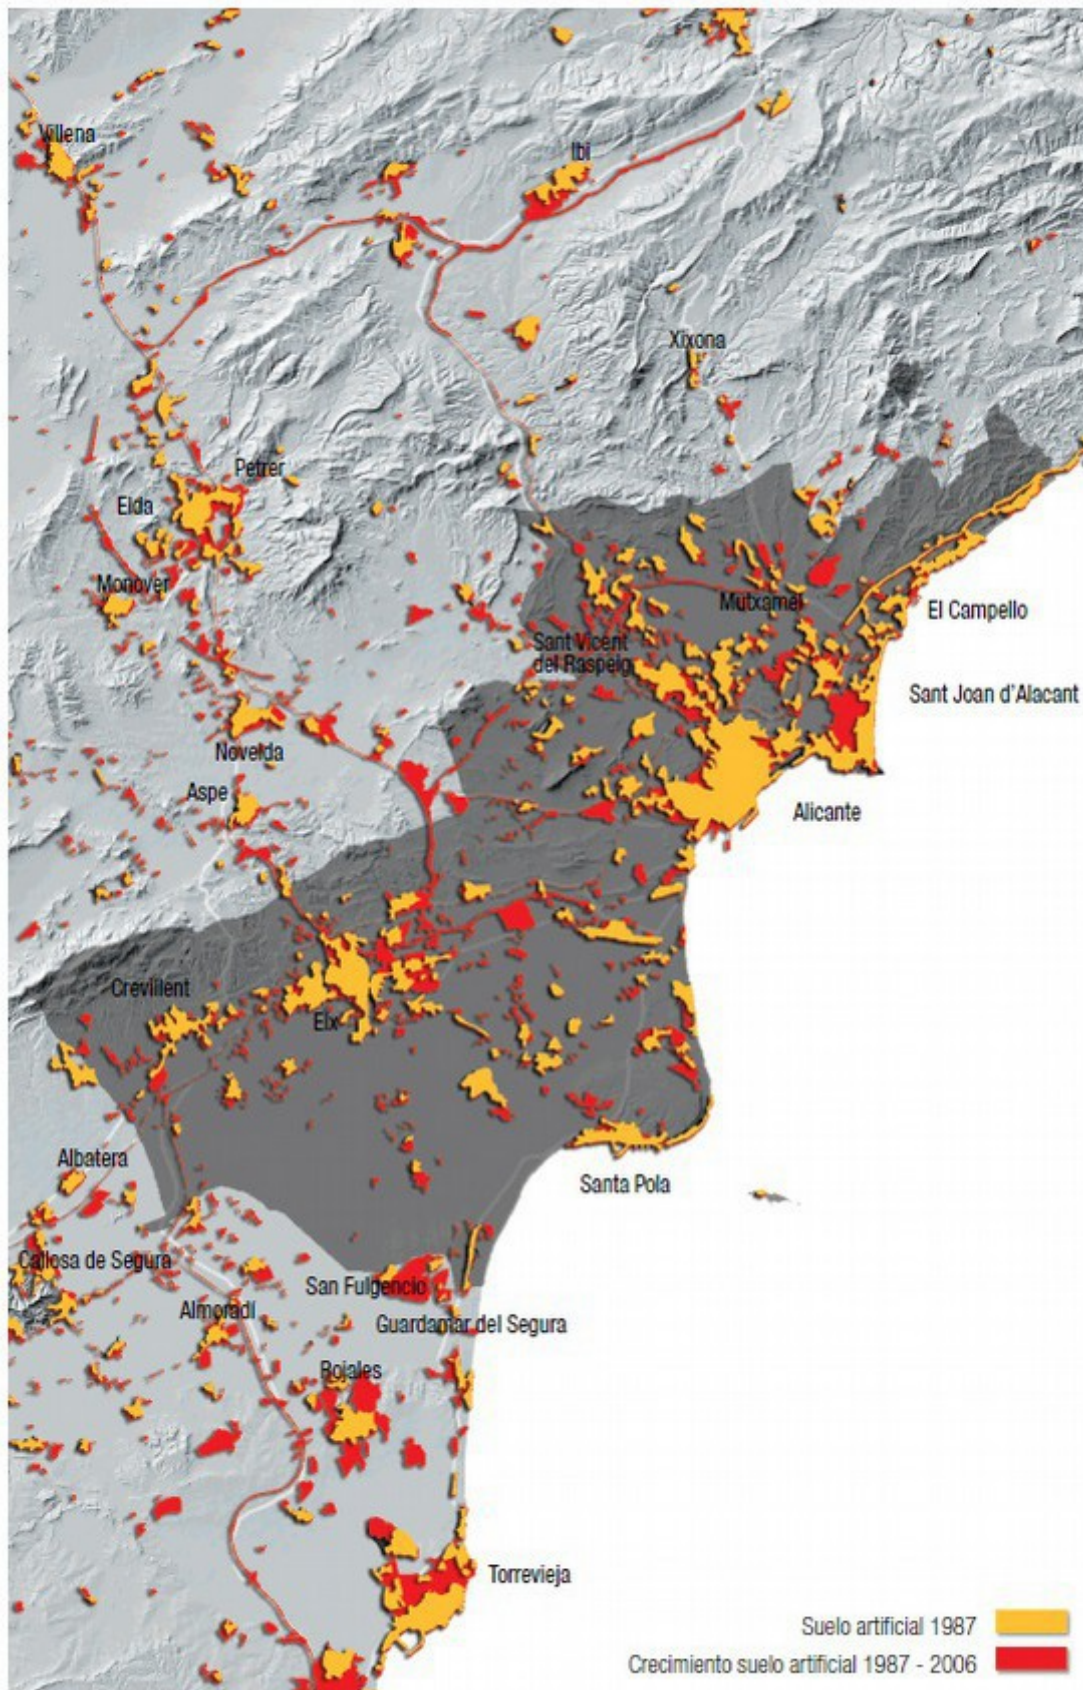 Villena
Ibi
Xixona
Petrer
Elda
Monover
Mutxamel
El Campello
Sant Vicent
del Raspeig
Sant Joan d'Alacant
Novelda
Aspe
Alicante
Crevillent
Elx
Albatera
Santa Pola
Callosa de Segura
San Fulgencio
Almoradí
Guardamar del Segura
Rojales
Torrevieja
Suelo artificial 1987
Crecimiento suelo artificial 1987 - 2006